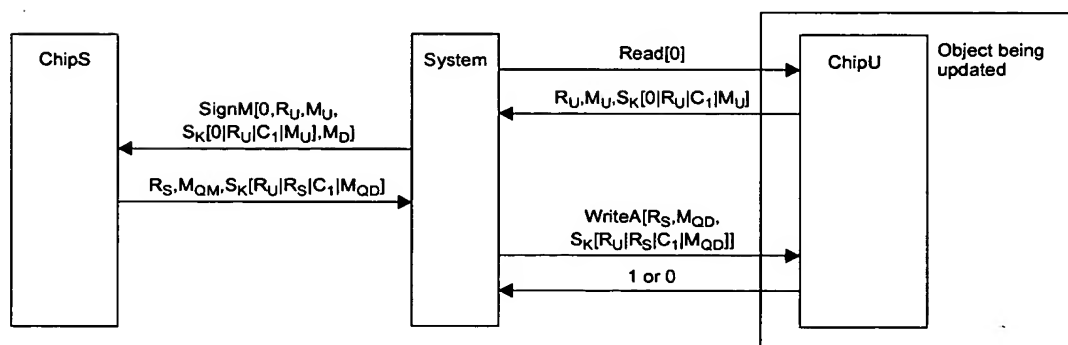 ChipS
System
ChipU
Object being
updated
Read[0]
R_U,M_U,S_K[0|R_U|C_1|M_U]
SignM[0,R_U,M_U,
S_K[0|R_U|C_1|M_U],M_D]
R_S,M_QM,S_K[R_U|R_S|C_1|M_QD]
WriteA[R_S,M_QD,
S_K[R_U|R_S|C_1|M_QD]]
1 or 0